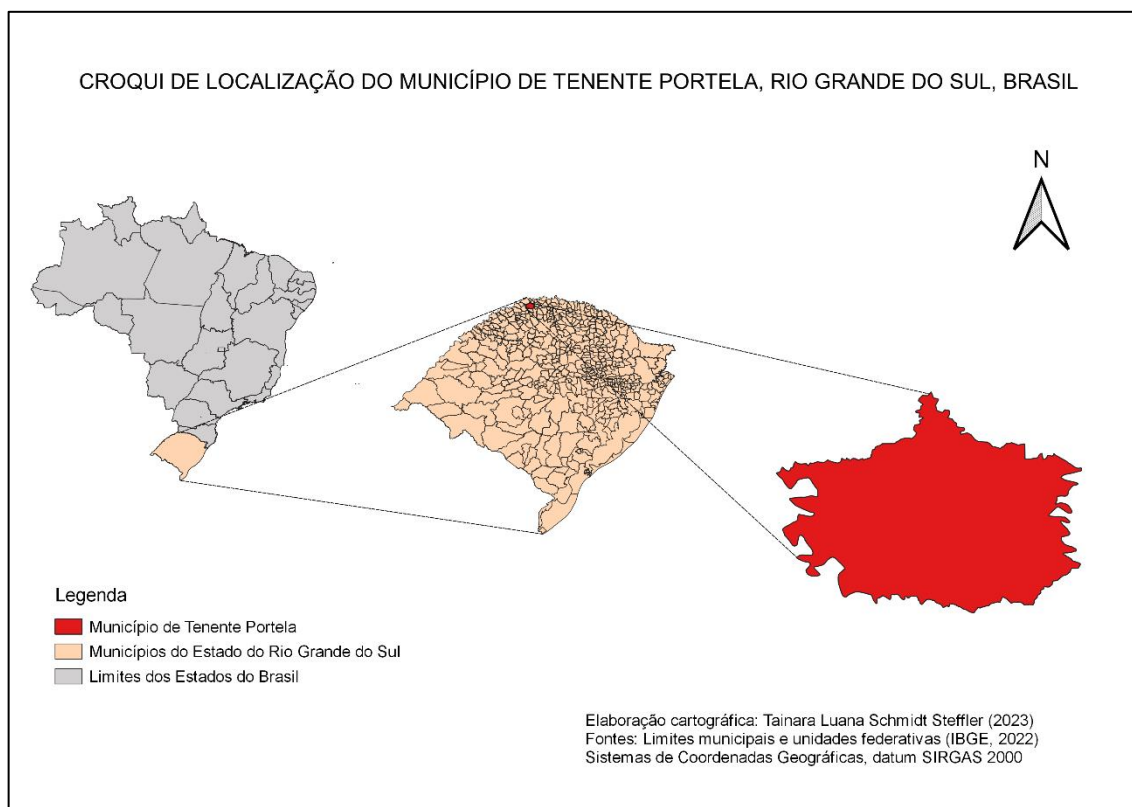 CROQUI DE LOCALIZAÇÃO DO MUNICÍPIO DE TENENTE PORTELA, RIO GRANDE DO SUL, BRASIL
N
Legenda
Município de Tenente Portela
Municípios do Estado do Rio Grande do Sul
Limites dos Estados do Brasil
Elaboração cartográfica: Tainara Luana Schmidt Steffler (2023)
Fontes: Limites municipais e unidades federativas (IBGE, 2022)
Sistemas de Coordenadas Geográficas, datum SIRGAS 2000